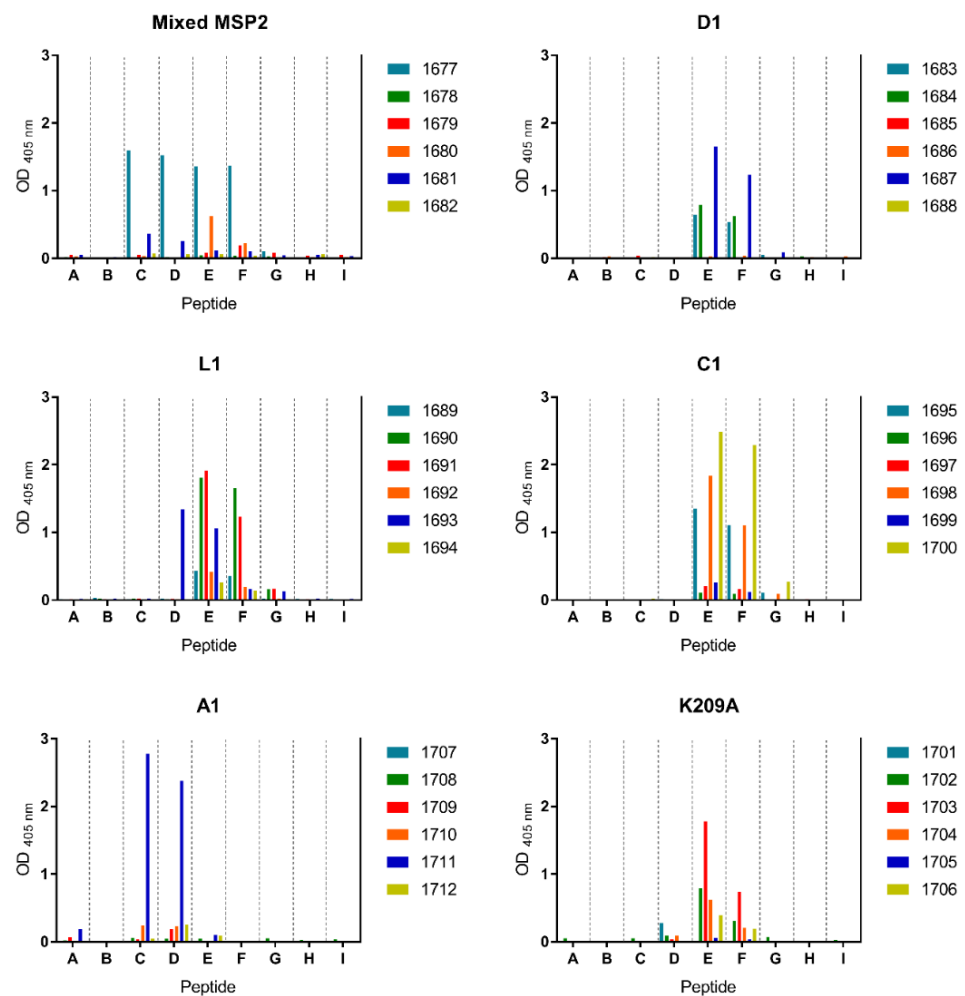 Mixed MSP2
3
2
1
0
OD 405 nm
A B C D E F G H I
Peptide
1677
1678
1679
1680
1681
1682
D1
3
2
1
0
OD 405 nm
A B C D E F G H I
Peptide
1683
1684
1685
1686
1687
1688
L1
3
2
1
0
OD 405 nm
A B C D E F G H I
Peptide
1689
1690
1691
1692
1693
1694
C1
3
2
1
0
OD 405 nm
A B C D E F G H I
Peptide
1695
1696
1697
1698
1699
1700
A1
3
2
1
0
OD 405 nm
A B C D E F G H I
Peptide
1707
1708
1709
1710
1711
1712
K209A
3
2
1
0
OD 405 nm
A B C D E F G H I
Peptide
1701
1702
1703
1704
1705
1706